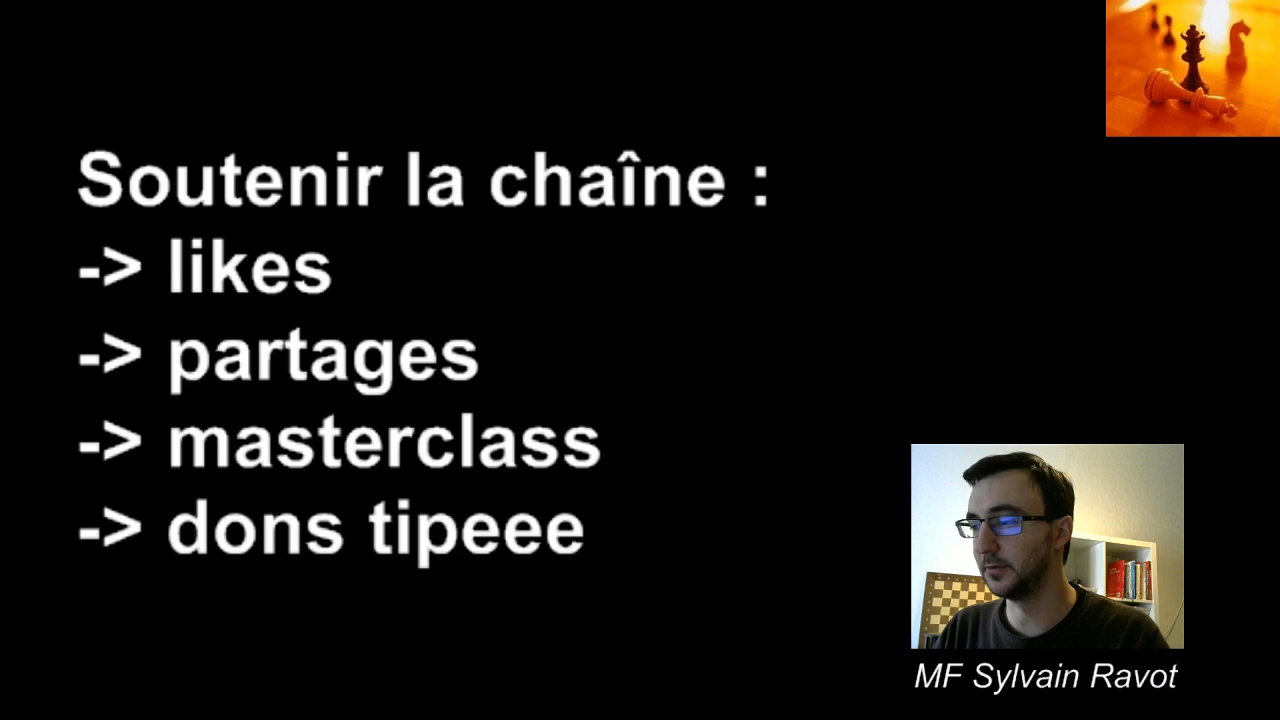 Soutenir la chaîne :
-> likes
-> partages
-> masterclass
-> dons tipeee
MF Sylvain Ravot